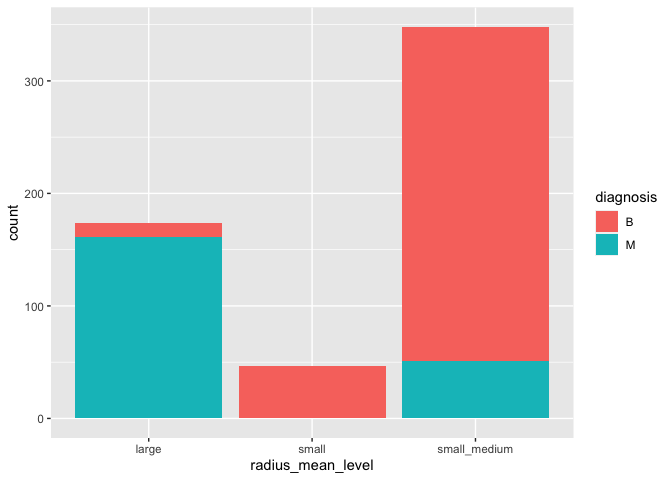 300
200
100
0
count
large
small
small_medium
radius_mean_level
diagnosis
B
M